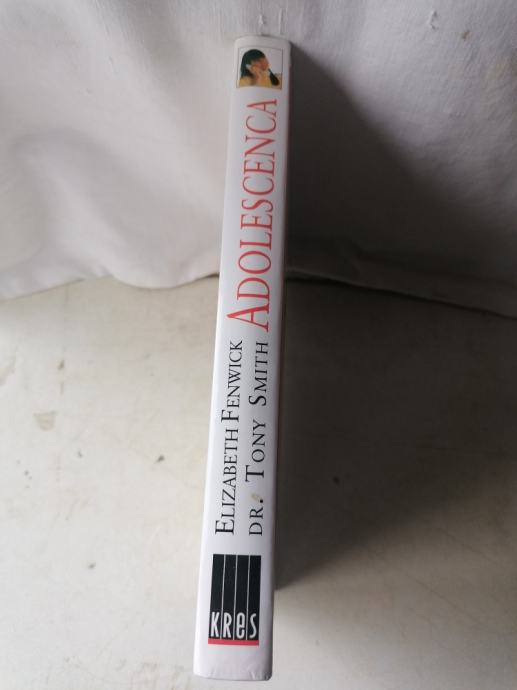 ELIZABETH FENWICK
DR. TONY SMITH
ADOLESCENCA
KRES